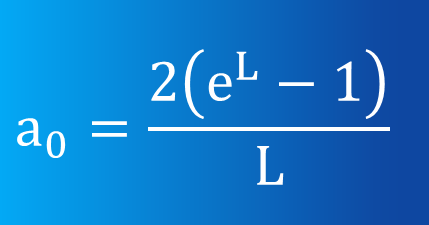 a₀ = 2(eᴸ − 1) / L